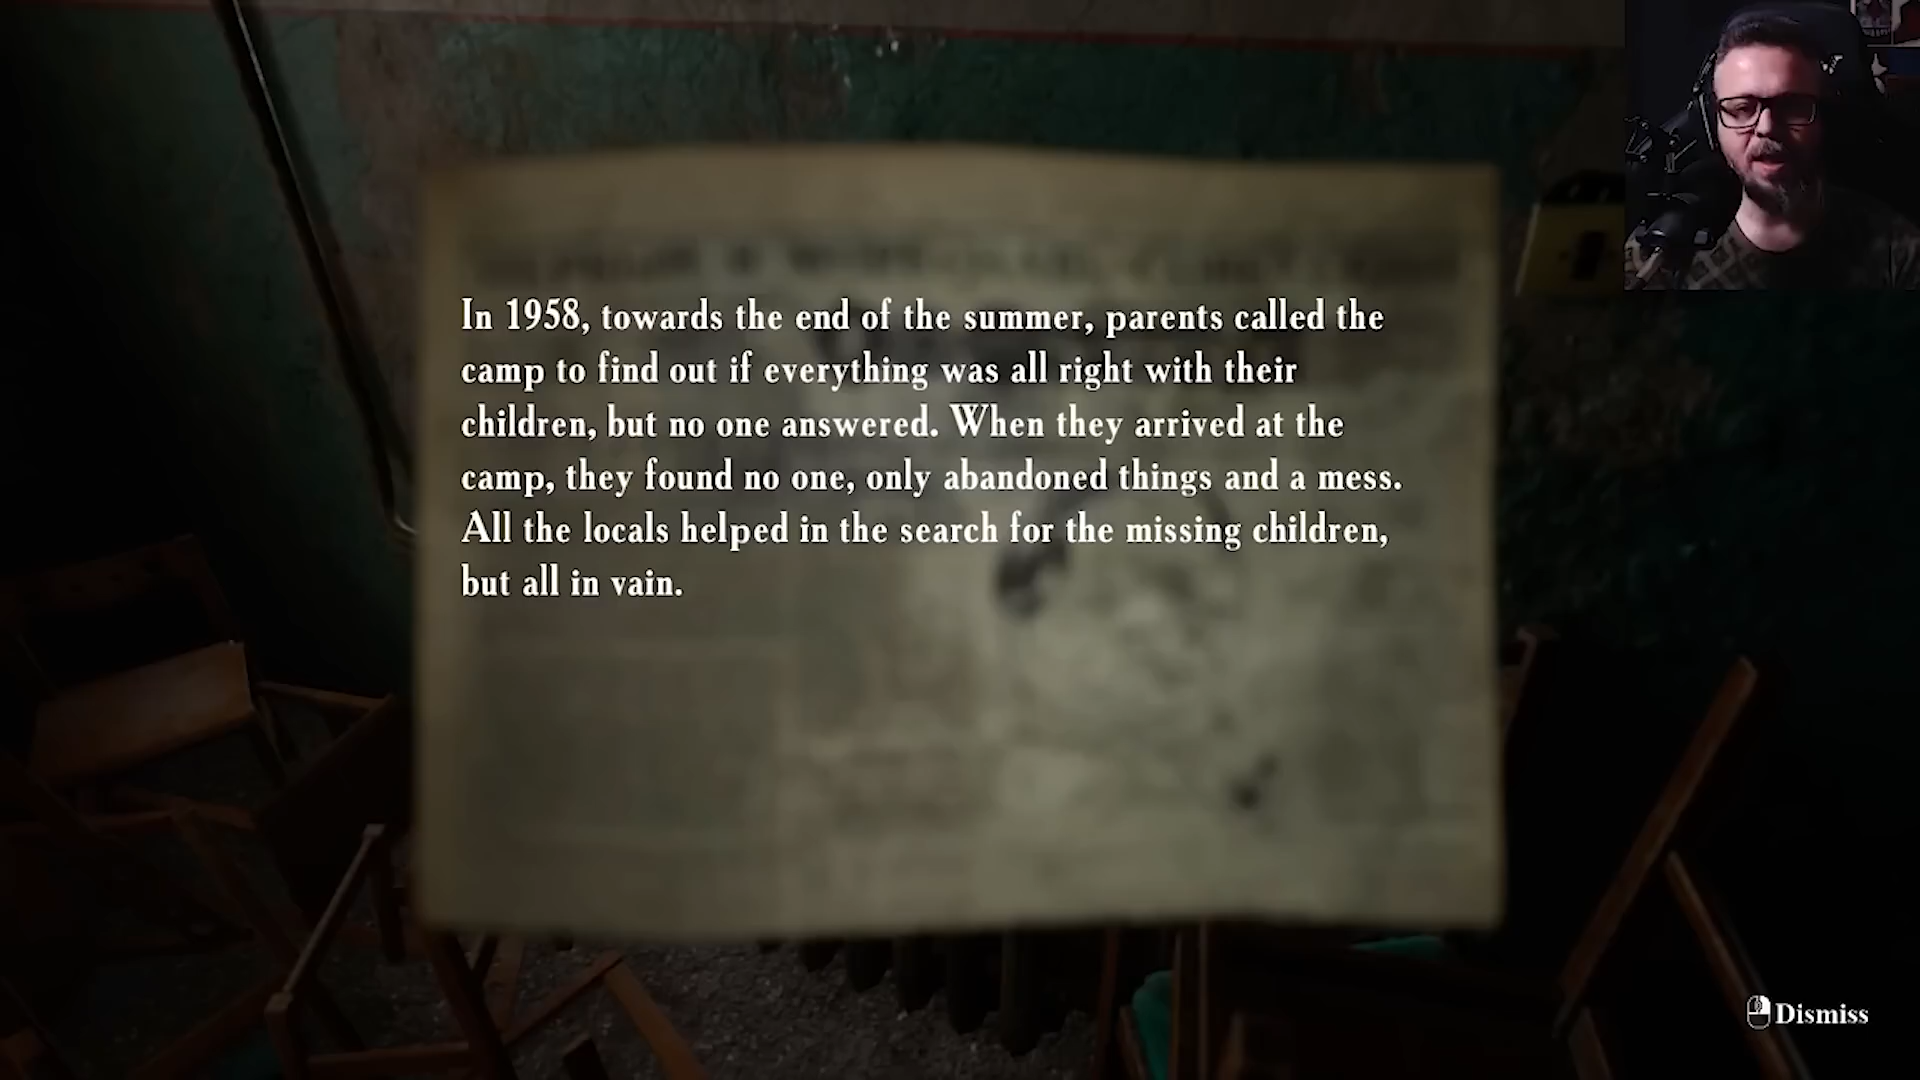 In 1958, towards the end of the summer, parents called the
camp to find out if everything was all right with their
children, but no one answered. When they arrived at the
camp, they found no one, only abandoned things and a mess.
All the locals helped in the search for the missing children,
but all in vain.
Dismiss